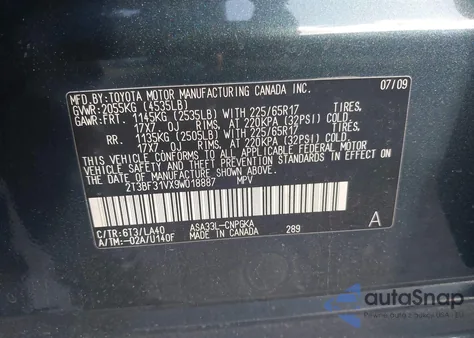 MFD.BY:TOYOTA MOTOR MANUFACTURING CANADA INC. 07/09
GVWR:2055KG (4535LB)
GAWR:FRT. 1145KG (2535LB) WITH 225/65R17 TIRES,
17X7 OJ RIMS, AT 220KPA (32PSI) COLD.
RR. 1135KG (2505LB) WITH 225/65R17 TIRES,
17X7 OJ RIMS, AT 220KPA (32PSI) COLD.
THIS VEHICLE CONFORMS TO ALL APPLICABLE FEDERAL MOTOR
VEHICLE SAFETY AND THEFT PREVENTION STANDARDS IN
EFFECT ON THE DATE OF MANUFACTURE SHOWN ABOVE.
2T3BF31VX9W018887 MPV
A
C/TR:6T3/LA40 ASA33L-CNPGKA
A/TM:-02A/U140F MADE IN CANADA 289
autoSnap